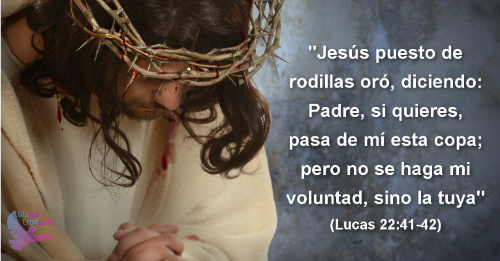 "Jesús puesto de
rodillas oró, diciendo:
Padre, si quieres,
pasa de mí esta copa;
pero no se haga mi
voluntad, sino la tuya"
(Lucas 22:41-42)